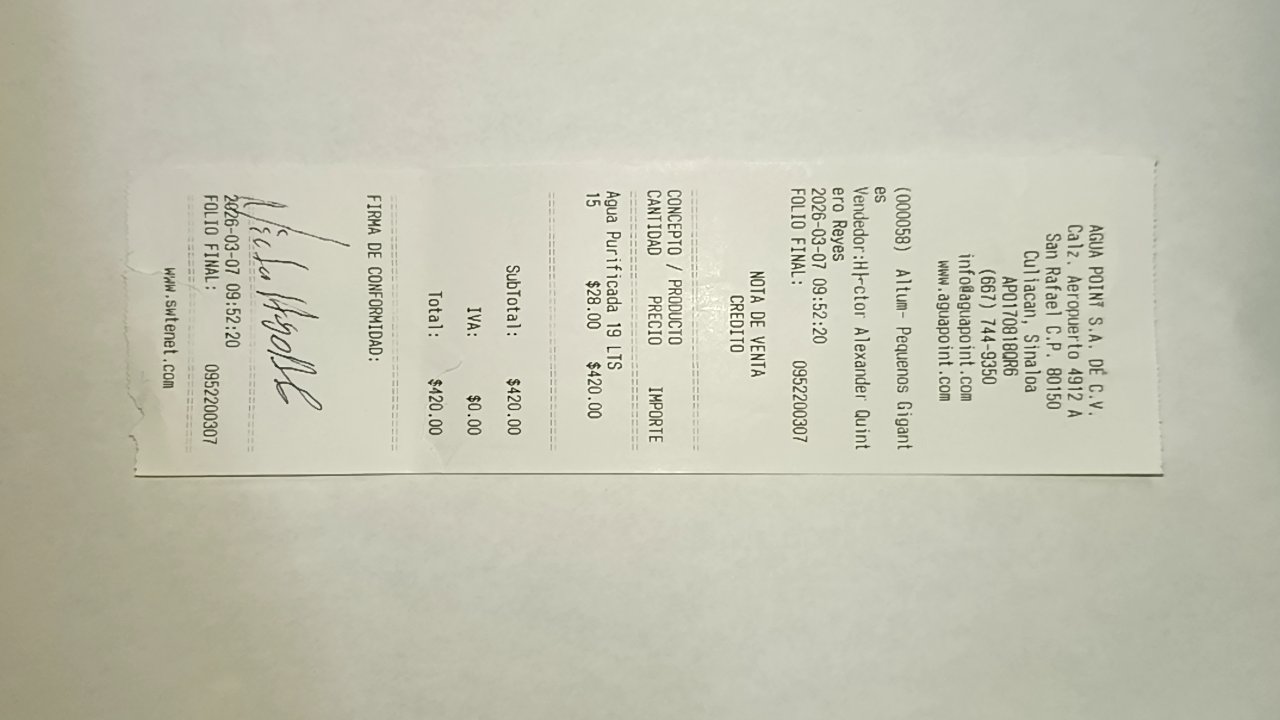 AGUA POINT S.A. DE C.V.
Calz. Aeropuerto 4912 A
San Rafael C.P. 80150
Culiacan, Sinaloa
APO170818QR6
(667) 744-9350
info@aguapoint.com
www.aguapoint.com
(000058) Altum- Pequenos Gigant
es
Vendedor:H├-ctor Alexander Quint
ero Reyes
2026-03-07 09:52:20
FOLIO FINAL: 0952200307
NOTA DE VENTA
CREDITO
CONCEPTO / PRODUCTO
CANTIDAD PRECIO IMPORTE
Agua Purificada 19 LTS
15 $28.00 $420.00
SubTotal: $420.00
IVA: $0.00
Total: $420.00
FIRMA DE CONFORMIDAD:
2026-03-07 09:52:20
FOLIO FINAL: 0952200307
www.swtenet.com